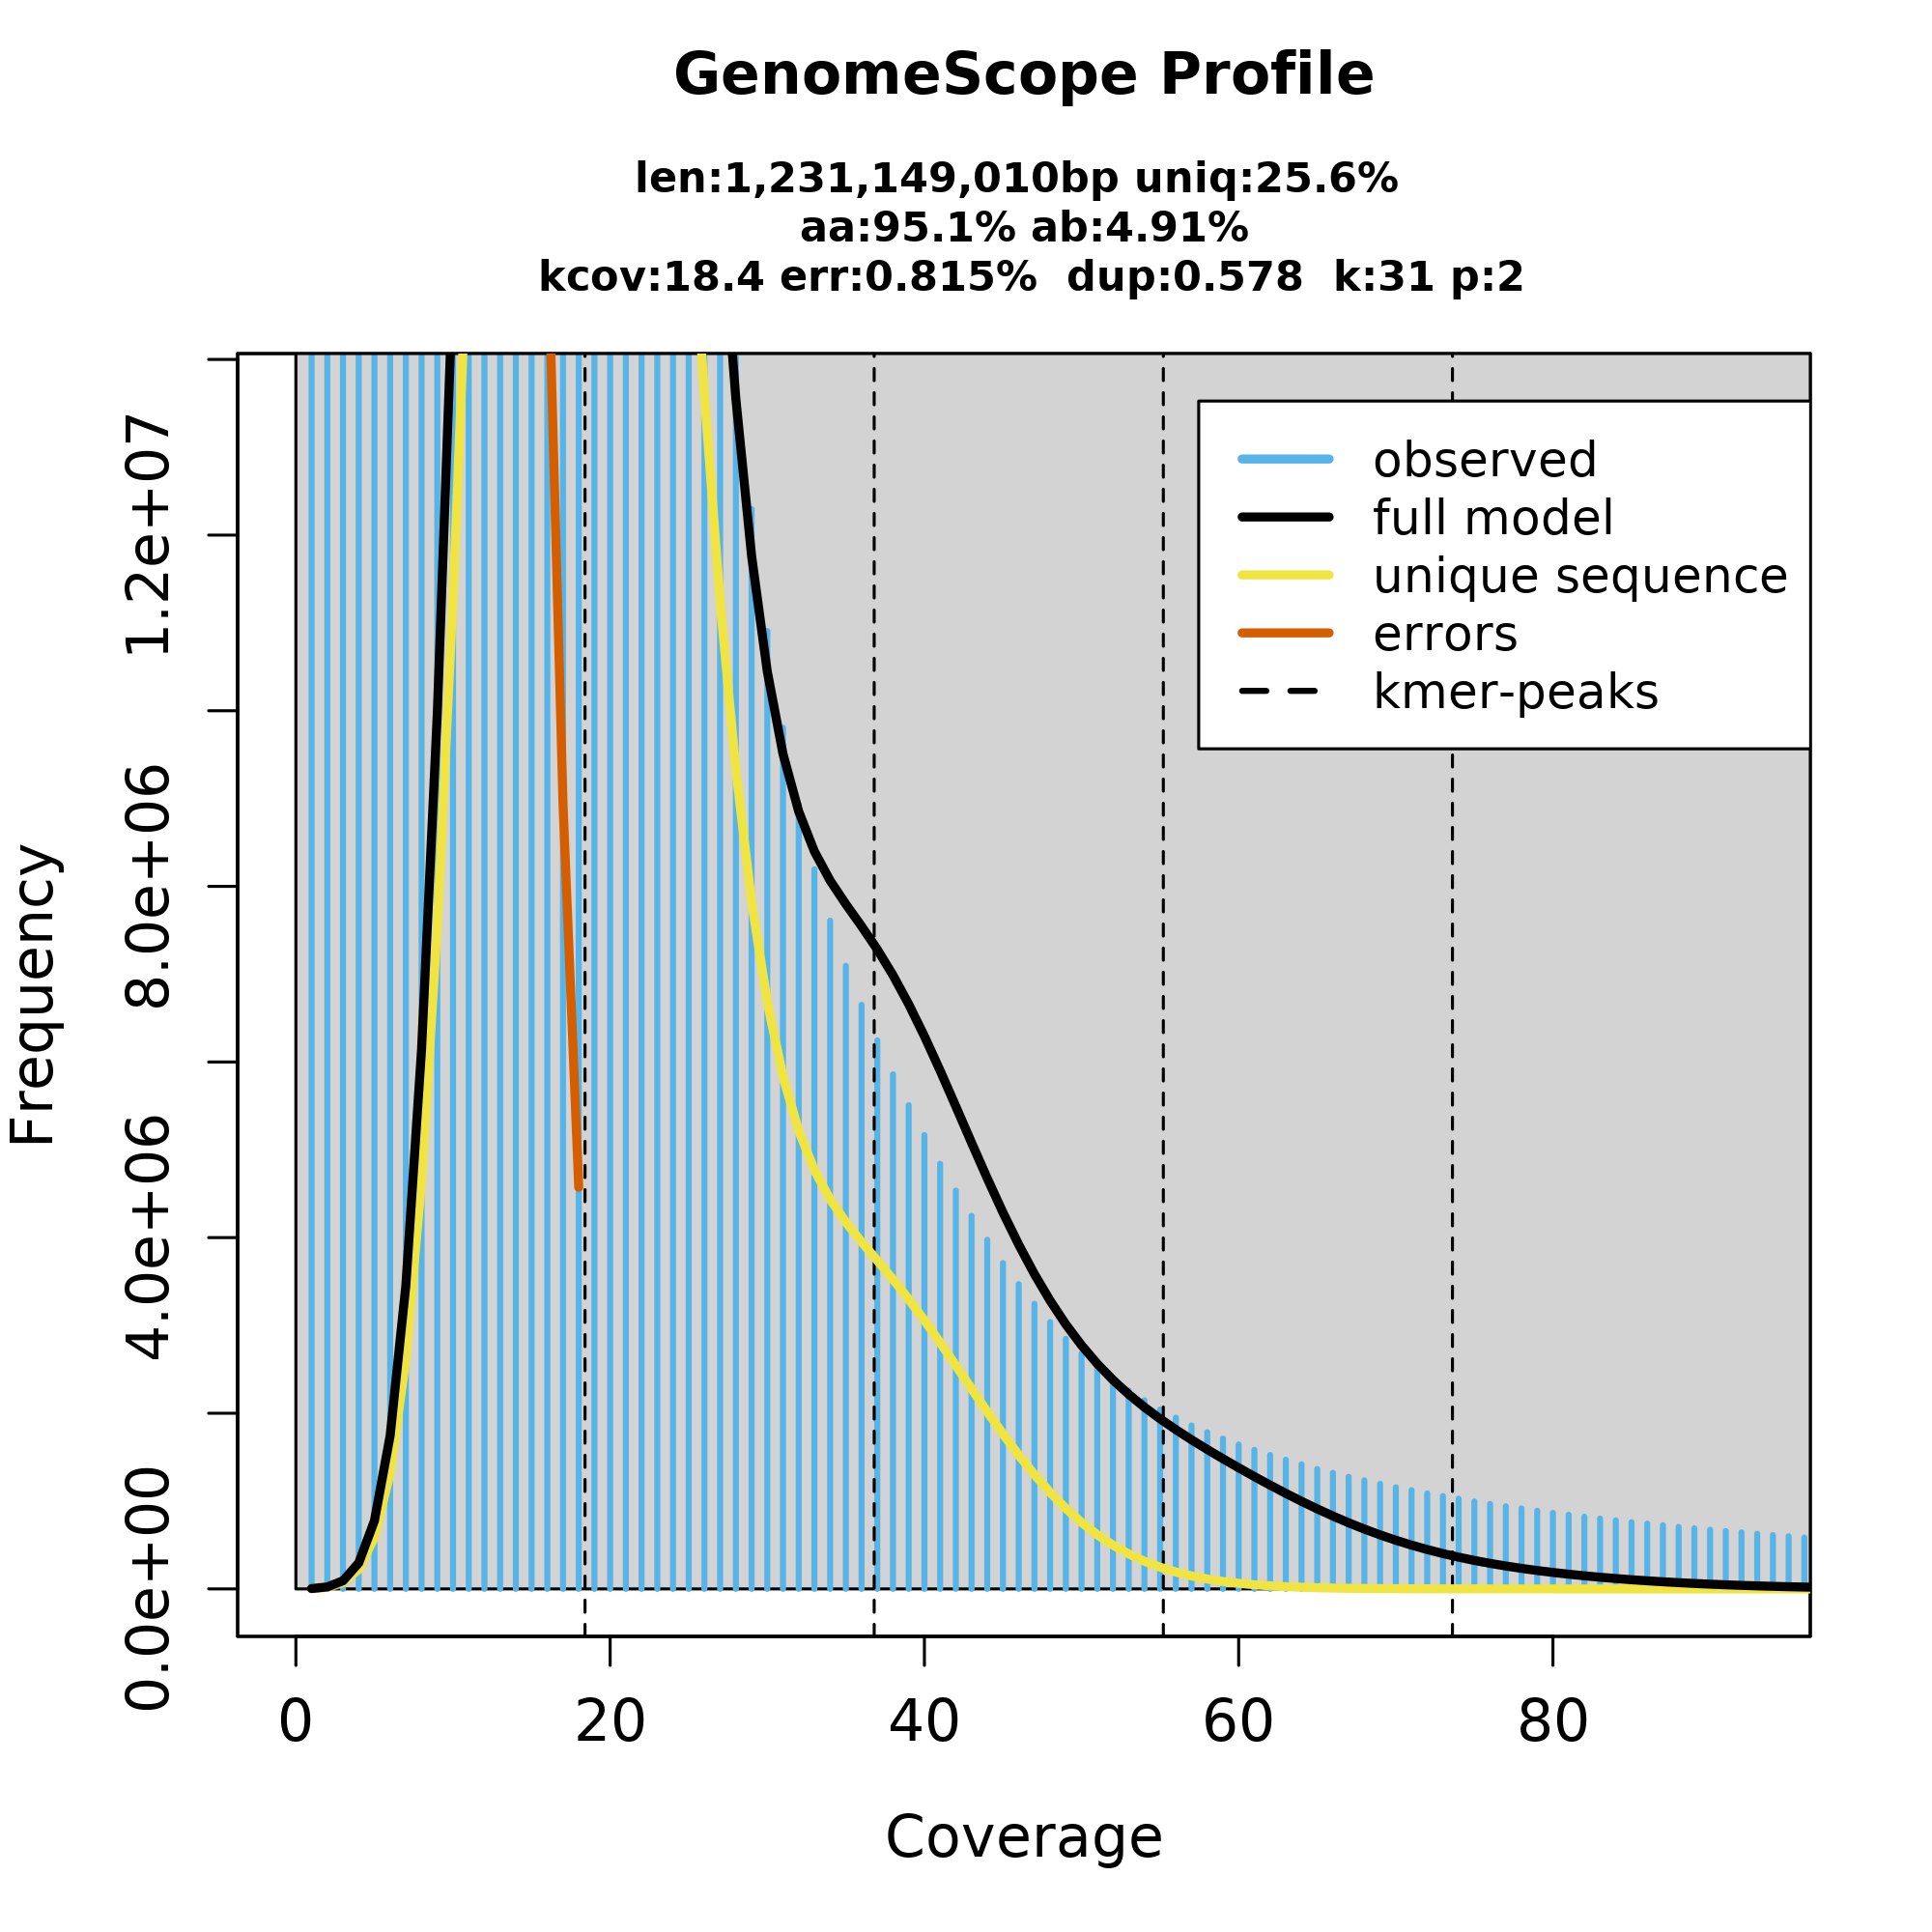 GenomeScope Profile
len:1,231,149,010bp uniq:25.6%
aa:95.1% ab:4.91%
kcov:18.4 err:0.815% dup:0.578 k:31 p:2
observed
full model
unique sequence
errors
kmer-peaks
Frequency
1.2e+07
8.0e+06
4.0e+06
0.0e+00
0 20 40 60 80
Coverage